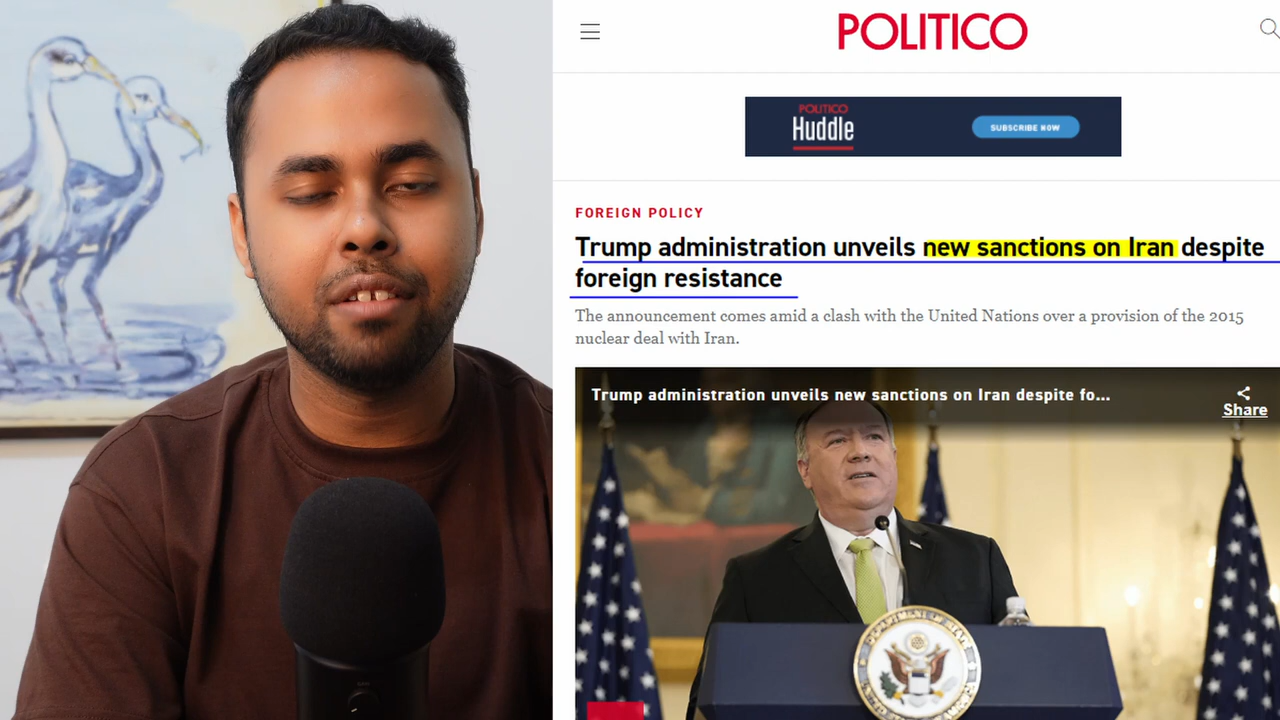 POLITICO
POLITICO
Huddle
SUBSCRIBE NOW
FOREIGN POLICY
Trump administration unveils new sanctions on Iran despite
foreign resistance
The announcement comes amid a clash with the United Nations over a provision of the 2015
nuclear deal with Iran.
Trump administration unveils new sanctions on Iran despite fo...
Share